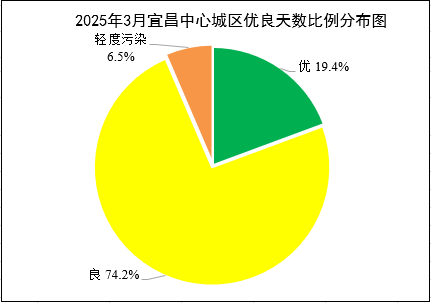 2025年3月宜昌中心城区优良天数比例分布图
轻度污染
6.5%
优 19.4%
良 74.2%